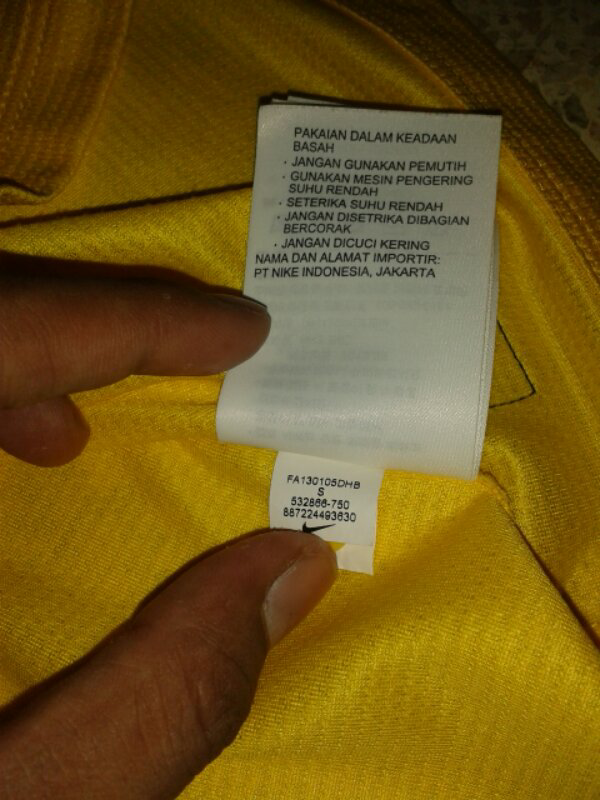 PAKAIAN DALAM KEADAAN
BASAH
· JANGAN GUNAKAN PEMUTIH
· GUNAKAN MESIN PENGERING
SUHU RENDAH
· SETERIKA SUHU RENDAH
· JANGAN DISETRIKA DIBAGIAN
BERCORAK
· JANGAN DICUCI KERING
NAMA DAN ALAMAT IMPORTIR:
PT NIKE INDONESIA, JAKARTA
FA130105DHB
S
532866-750
887224493630